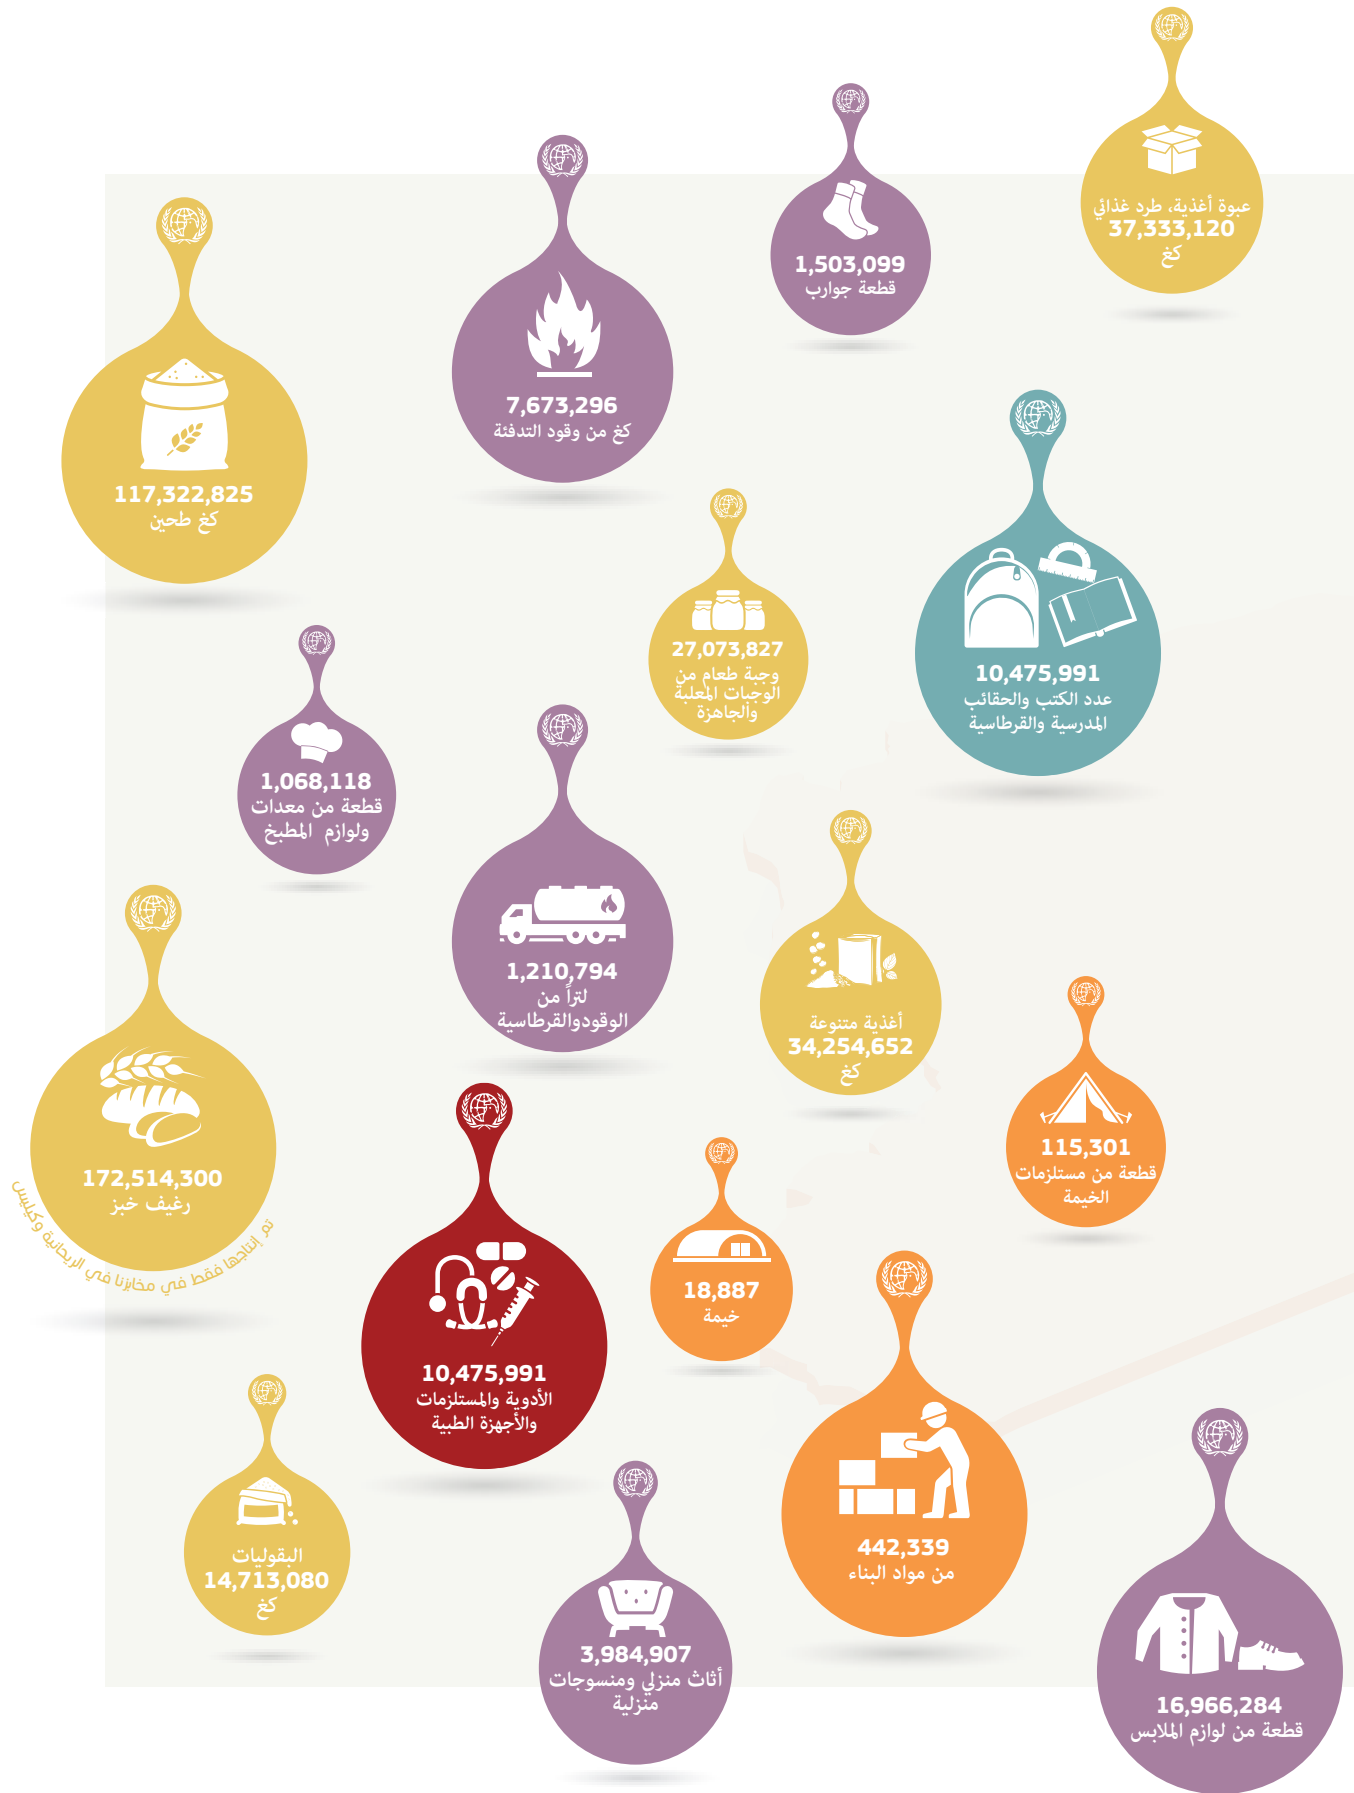 عبوة أغذية، طرد غذائي
37,333,120
كغ
1,503,099
قطعة جوارب
7,673,296
كغ من وقود التدفئة
117,322,825
كغ طحين
10,475,991
عدد الكتب والحقائب
المدرسية والقرطاسية
27,073,827
وجبة طعام من
الوجبات المعلبة
والجاهزة
1,068,118
قطعة من معدات
ولوازم المطبخ
1,210,794
لتراً من
الوقودوالقرطاسية
أغذية متنوعة
34,254,652
كغ
115,301
قطعة من مستلزمات
الخيمة
172,514,300
رغيف خبز
تم إنتاجها فقط في مخابزنا في الريحانية وكيليس
18,887
خيمة
10,475,991
الأدوية والمستلزمات
والأجهزة الطبية
442,339
من مواد البناء
البقوليات
14,713,080
كغ
3,984,907
أثاث منزلي ومنسوجات
منزلية
16,966,284
قطعة من لوازم الملابس